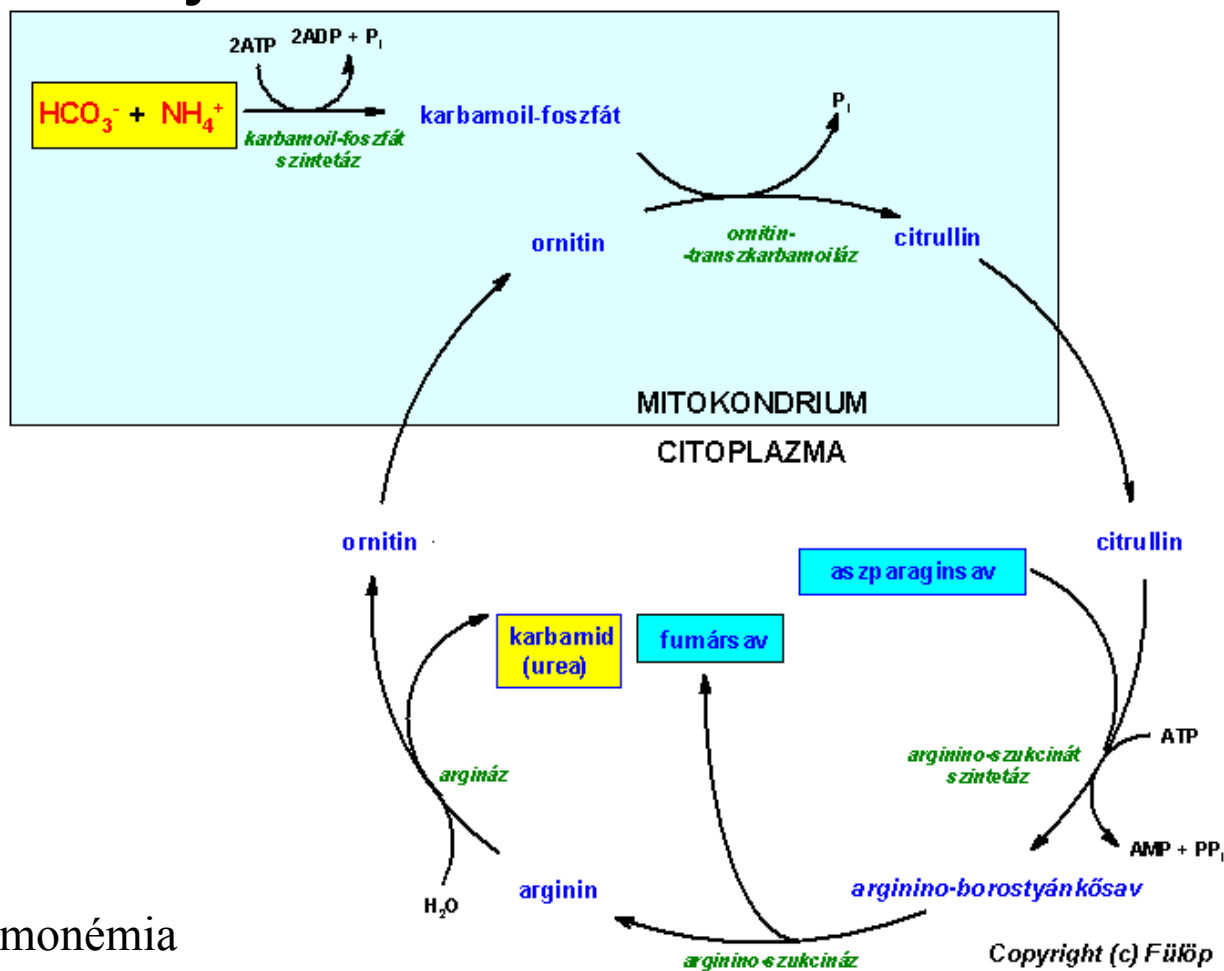 2ATP
2ADP + Pi
HCO3- + NH4+
karbamoil-foszfát
szintetáz
karbamoil-foszfát
Pi
ornitin
ornitin-
-transzkarbamoiláz
citrullin
MITOKONDRIUM
CITOPLAZMA
ornitin
citrullin
aszparaginsav
karbamid
(urea)
fumársav
ATP
arginino-szukcinát
szintetáz
argináz
AMP + PPi
H2O
arginin
arginino-borostyánkősav
monémia
arginino-szukcináz
Copyright (c) Fülöp